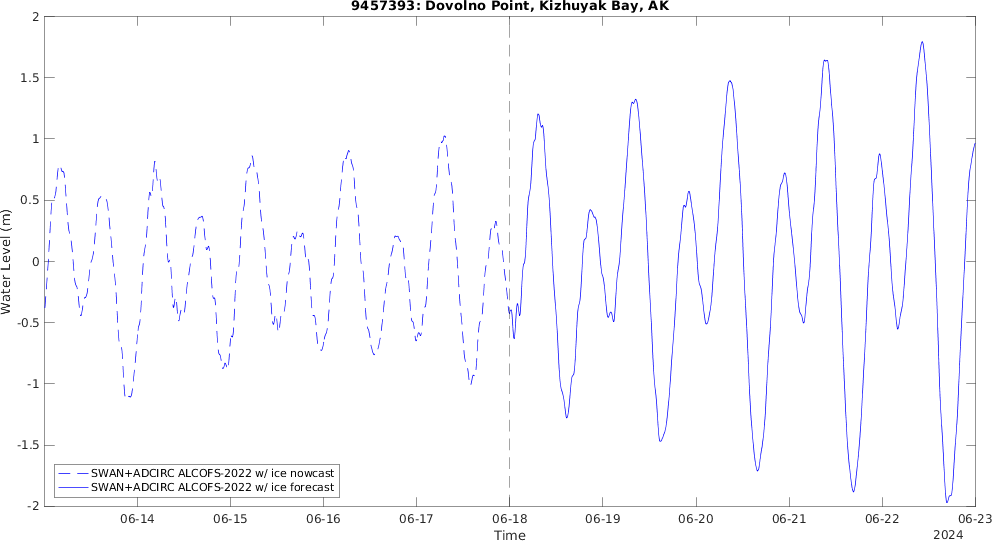 9457393: Dovolno Point, Kizhuyak Bay, AK
Water Level (m)
2
1.5
1
0.5
0
-0.5
-1
-1.5
-2
SWAN+ADCIRC ALCOFS-2022 w/ ice nowcast
SWAN+ADCIRC ALCOFS-2022 w/ ice forecast
06-14 06-15 06-16 06-17 06-18 06-19 06-20 06-21 06-22 06-23
Time
2024